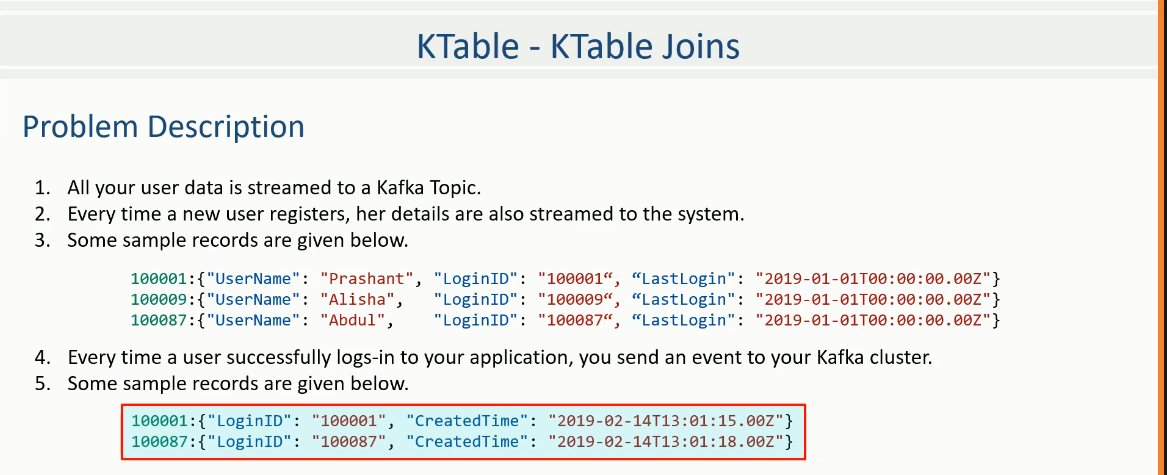 KTable - KTable Joins
Problem Description
1. All your user data is streamed to a Kafka Topic.
2. Every time a new user registers, her details are also streamed to the system.
3. Some sample records are given below.
100001:{"UserName": "Prashant", "LoginID": "100001“, “LastLogin": "2019-01-01T00:00:00.00Z"}
100009:{"UserName": "Alisha", "LoginID": "100009“, “LastLogin": "2019-01-01T00:00:00.00Z"}
100087:{"UserName": "Abdul", "LoginID": "100087“, “LastLogin": "2019-01-01T00:00:00.00Z"}
4. Every time a user successfully logs-in to your application, you send an event to your Kafka cluster.
5. Some sample records are given below.
100001:{"LoginID": "100001", "CreatedTime": "2019-02-14T13:01:15.00Z"}
100087:{"LoginID": "100087", "CreatedTime": "2019-02-14T13:01:18.00Z"}